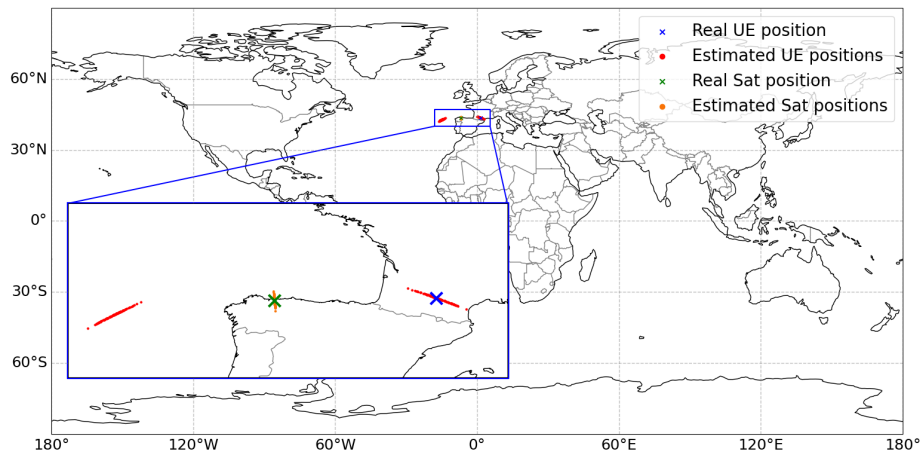 Real UE position
Estimated UE positions
Real Sat position
Estimated Sat positions
60°N
30°N
0°
30°S
60°S
180° 120°W 60°W 0° 60°E 120°E 180°